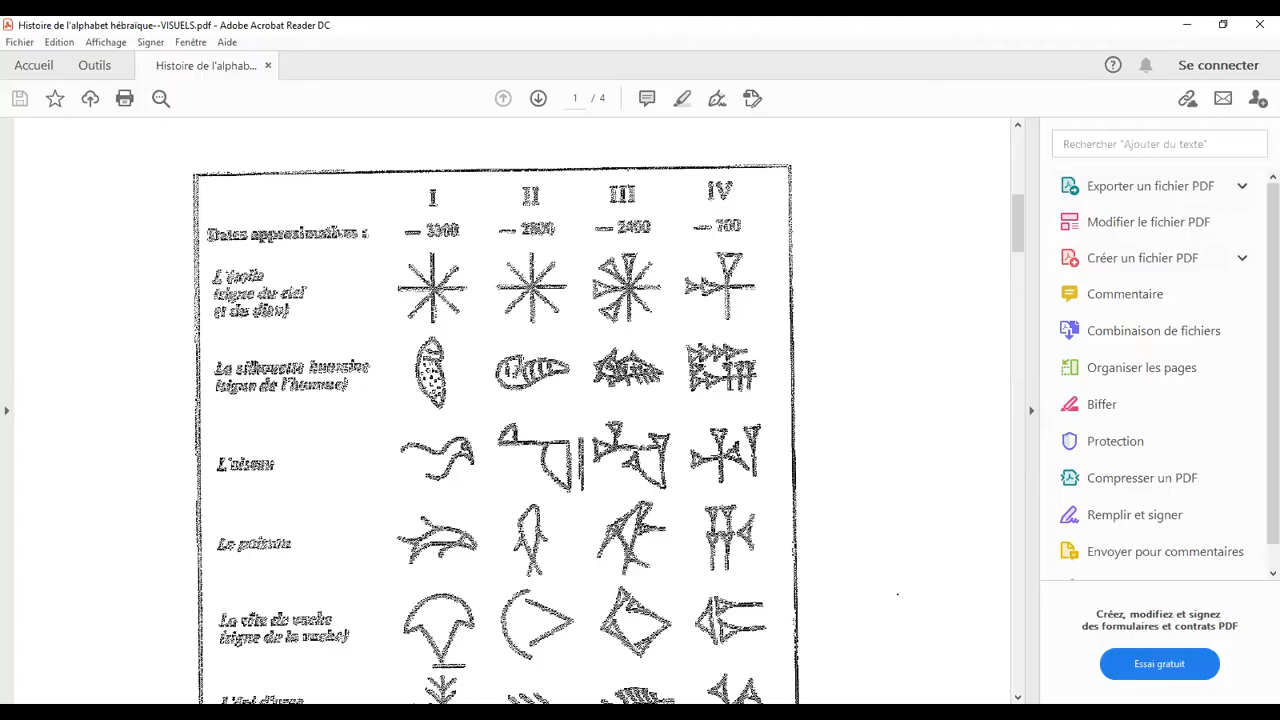 Histoire de l'alphabet hébraïque--VISUELS.pdf - Adobe Acrobat Reader DC
Fichier Edition Affichage Signer Fenêtre Aide
Accueil Outils Histoire de l'alphab... × Se connecter
1 / 4
Rechercher "Ajouter du texte"
Exporter un fichier PDF
Modifier le fichier PDF
Créer un fichier PDF
Commentaire
Combinaison de fichiers
Organiser les pages
Biffer
Protection
Compresser un PDF
Remplir et signer
Envoyer pour commentaires
Créez, modifiez et signez
des formulaires et contrats PDF
Essai gratuit
I II III IV
Dates approximatives : — 3300 — 2800 — 2400 — 700
L'étoile
(signe du ciel
et du dieu)
La silhouette humaine
(signe de l'homme)
L'oiseau
Le poisson
La tête de vache
(signe de la vache)
L'épi d'orge